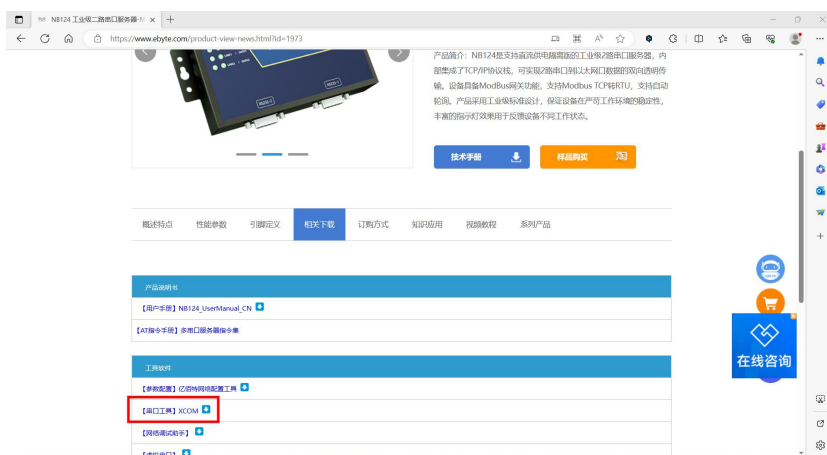 NB124 工业级二路串口服务器-M
https://www.ebyte.com/product-view-news.html?id=1973
产品简介：NB124是支持直流供电隔离版的工业级2路串口服务器，内
部集成了TCP/IP协议栈，可实现2路串口到以太网口数据的双向透明传
输。设备具备ModBus网关功能，支持Modbus TCP转RTU，支持自动
轮询。产品采用工业级标准设计，保证设备在严苛工作环境的稳定性，
丰富的指示灯效果用于反馈设备不同工作状态。
技术手册
样品购买
概述特点 性能参数 引脚定义 相关下载 订购方式 知识应用 视频教程 系列产品
产品说明书
【用户手册】NB124_UserManual_CN
【AT指令手册】多串口服务器指令集
在线咨询
工具软件
【参数配置】亿佰特网络配置工具
【串口工具】XCOM
【网络调试助手】